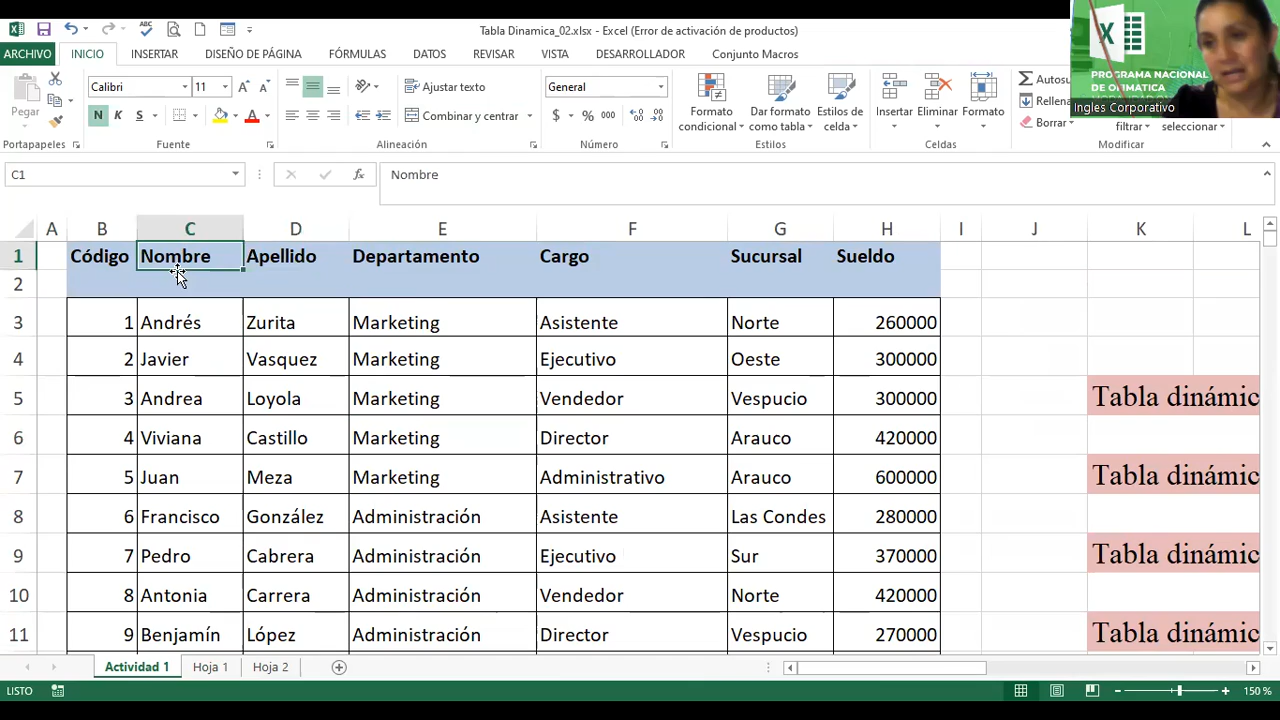 Tabla Dinamica_02.xlsx - Excel (Error de activación de productos)
ARCHIVO INICIO INSERTAR DISEÑO DE PÁGINA FÓRMULAS DATOS REVISAR VISTA DESARROLLADOR Conjunto Macros
PROGRAMA NACIONAL
DE OFIMATICA
Ingles Corporativo
Pegar
Calibri 11
N K S
Ajustar texto
Combinar y centrar
General
$ % 000
Formato condicional
Dar formato como tabla
Estilos de celda
Insertar
Eliminar
Formato
Autosu
Rellena
Borrar
filtrar
seleccionar
Portapapeles Fuente Alineación Número Estilos Celdas Modificar
C1 fx Nombre
A B C D E F G H I J K L
1 Código Nombre Apellido Departamento Cargo Sucursal Sueldo
2
3 1 Andrés Zurita Marketing Asistente Norte 260000
4 2 Javier Vasquez Marketing Ejecutivo Oeste 300000
5 3 Andrea Loyola Marketing Vendedor Vespucio 300000 Tabla dinámic
6 4 Viviana Castillo Marketing Director Arauco 420000
7 5 Juan Meza Marketing Administrativo Arauco 600000 Tabla dinámic
8 6 Francisco González Administración Asistente Las Condes 280000
9 7 Pedro Cabrera Administración Ejecutivo Sur 370000 Tabla dinámic
10 8 Antonia Carrera Administración Vendedor Norte 420000
11 9 Benjamín López Administración Director Vespucio 270000 Tabla dinámic
Actividad 1 Hoja 1 Hoja 2
LISTO 150 %